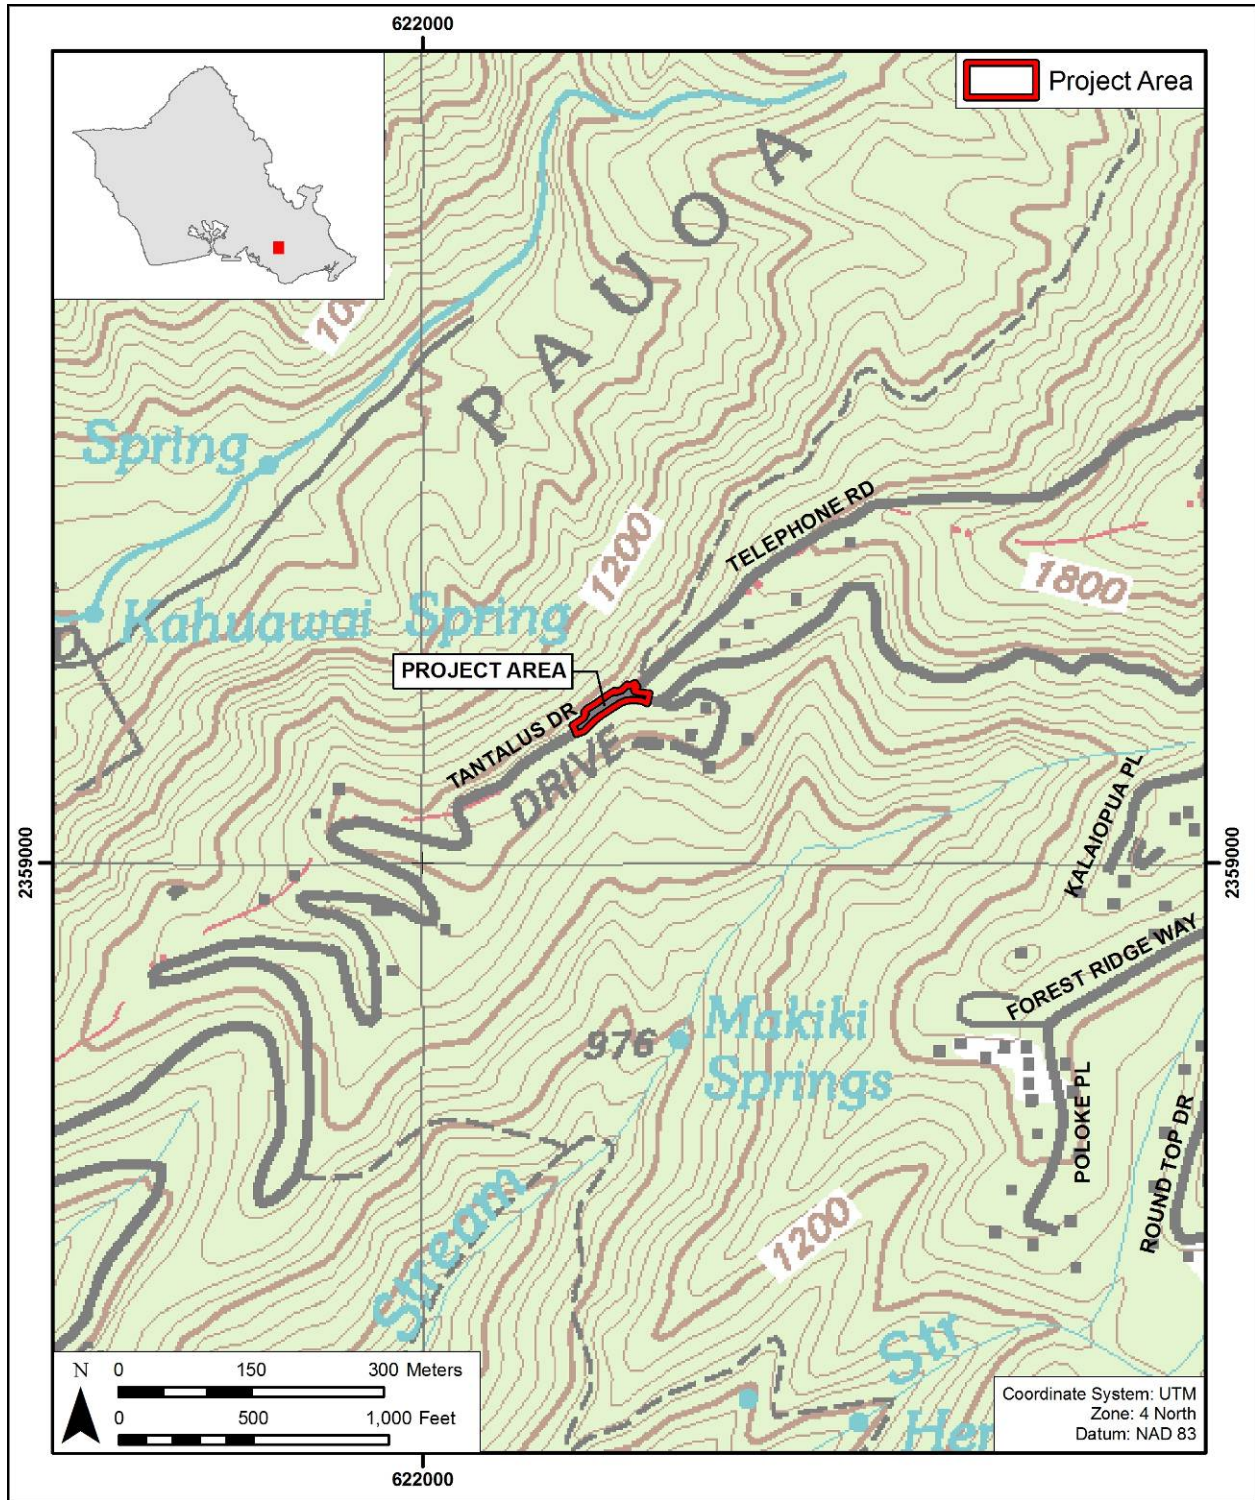 622000
Project Area
PAUOA
100
Spring
1200
TELEPHONE RD
1800
Kahuawai Spring
D
PROJECT AREA
TANTALUS DR
DRIVE
KALAIOPUA PL
2359000
2359000
FOREST RIDGE WAY
976
Makiki
Springs
POLOKE PL
ROUND TOP DR
Stream
1200
Str
Her
N
0 150 300 Meters
0 500 1,000 Feet
Coordinate System: UTM
Zone: 4 North
Datum: NAD 83
622000